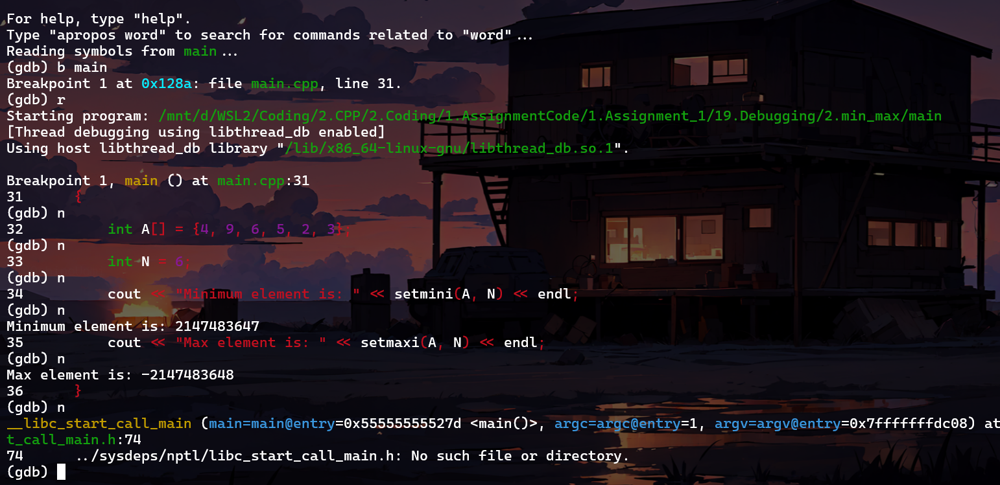 For help, type "help".
Type "apropos word" to search for commands related to "word"...
Reading symbols from main...
(gdb) b main
Breakpoint 1 at 0x128a: file main.cpp, line 31.
(gdb) r
Starting program: /mnt/d/WSL2/Coding/2.CPP/2.Coding/1.AssignmentCode/1.Assignment_1/19.Debugging/2.min_max/main
[Thread debugging using libthread_db enabled]
Using host libthread_db library "/lib/x86_64-linux-gnu/libthread_db.so.1".

Breakpoint 1, main () at main.cpp:31
31      {
(gdb) n
32          int A[] = {4, 9, 6, 5, 2, 3};
(gdb) n
33          int N = 6;
(gdb) n
34          cout << "Minimum element is: " << setmini(A, N) << endl;
(gdb) n
Minimum element is: 2147483647
35          cout << "Max element is: " << setmaxi(A, N) << endl;
(gdb) n
Max element is: -2147483648
36      }
(gdb) n
__libc_start_call_main (main=main@entry=0x55555555527d <main()>, argc=argc@entry=1, argv=argv@entry=0x7fffffffdc08) at
t_call_main.h:74
74      ../sysdeps/nptl/libc_start_call_main.h: No such file or directory.
(gdb)